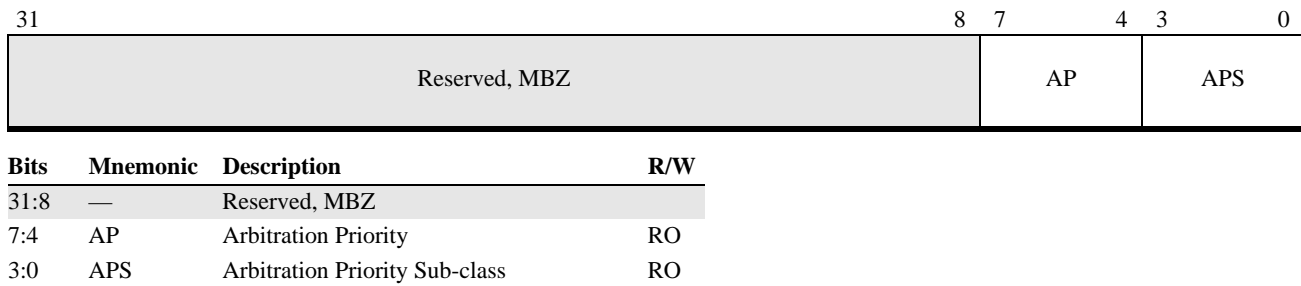 31 8 7 4 3 0
Reserved, MBZ AP APS
Bits Mnemonic Description R/W
31:8 — Reserved, MBZ
7:4 AP Arbitration Priority RO
3:0 APS Arbitration Priority Sub-class RO